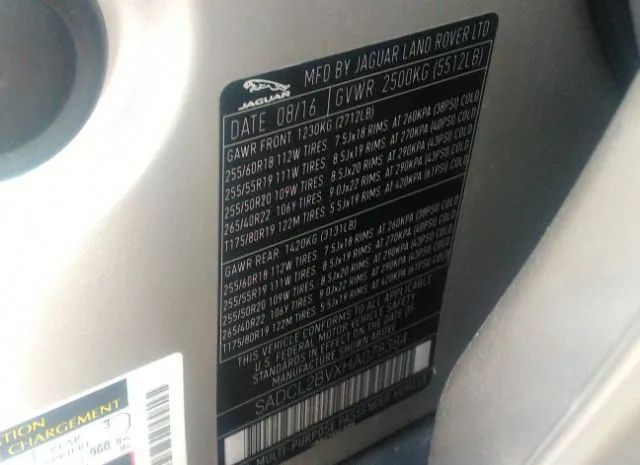 JAGUAR
MFD BY JAGUAR LAND ROVER LTD
DATE 08/16 GVWR 2500KG (5512LB)
GAWR FRONT 1230KG (2712LB)
255/60R18 112W TIRES 7.5Jx18 RIMS AT 260KPA (38PSI) COLD
255/55R19 111W TIRES 8.5Jx19 RIMS AT 270KPA (40PSI) COLD
255/50R20 109W TIRES 8.5Jx20 RIMS AT 290KPA (43PSI) COLD
265/40R22 106Y TIRES 9.0Jx22 RIMS AT 290KPA (43PSI) COLD
T175/80R19 122M TIRES 5.5Jx19 RIMS AT 420KPA (61PSI) COLD
GAWR REAR 1420KG (3131LB)
255/60R18 112W TIRES 7.5Jx18 RIMS AT 260KPA (38PSI) COLD
255/55R19 111W TIRES 8.5Jx19 RIMS AT 270KPA (40PSI) COLD
255/50R20 109W TIRES 8.5Jx20 RIMS AT 290KPA (43PSI) COLD
265/40R22 106Y TIRES 9.0Jx22 RIMS AT 290KPA (43PSI) COLD
T175/80R19 122M TIRES 5.5Jx19 RIMS AT 420KPA (61PSI) COLD
THIS VEHICLE CONFORMS TO ALL APPLICABLE
U.S FEDERAL MOTOR VEHICLE SAFETY
STANDARDS IN EFFECT ON THE DATE OF
MANUFACTURE SHOWN ABOVE
SADCL2BVXHA078384
MULTI PURPOSE PASSENGER VEHICLE
CHARGEMENT
REAR 3